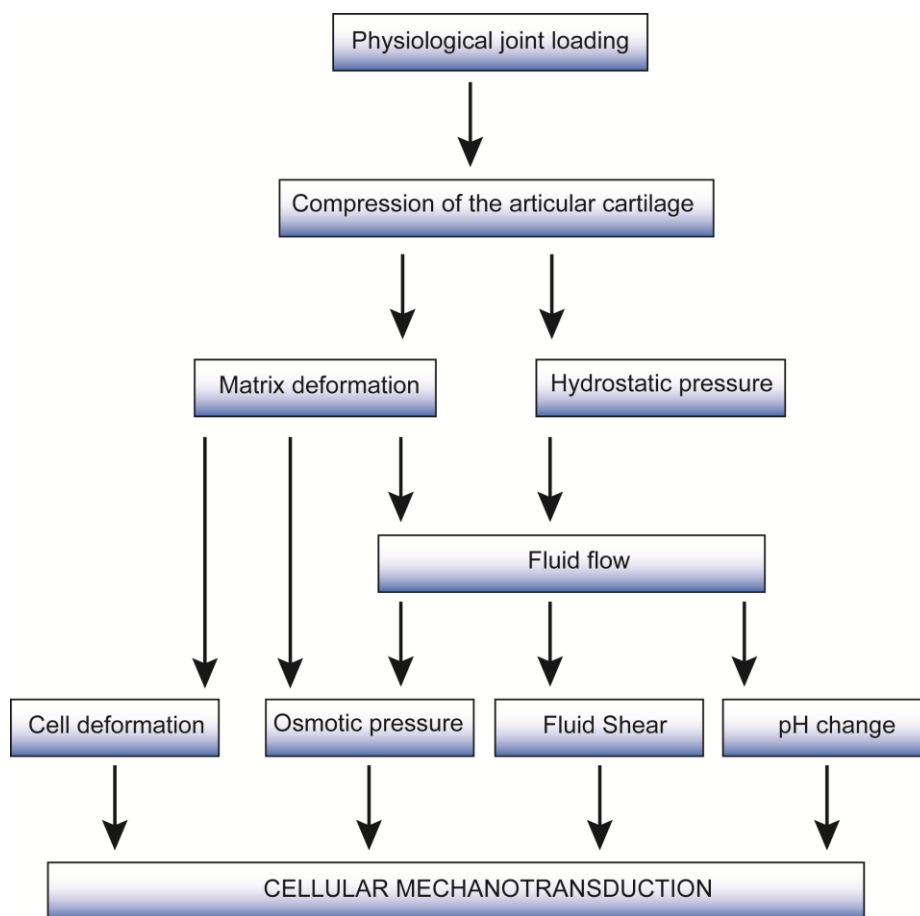 Physiological joint loading
Compression of the articular cartilage
Matrix deformation
Hydrostatic pressure
Fluid flow
Cell deformation
Osmotic pressure
Fluid Shear
pH change
CELLULAR MECHANOTRANSDUCTION